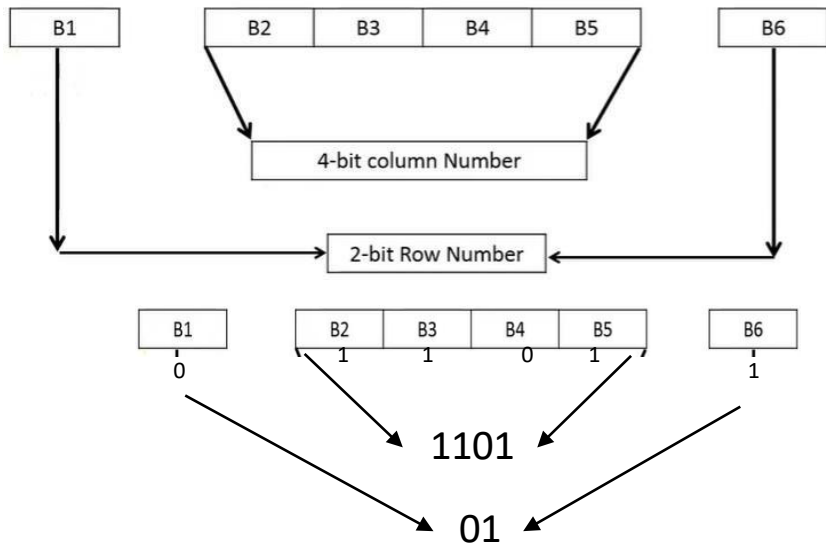 B1 B2 B3 B4 B5 B6
4-bit column Number
2-bit Row Number
B1 B2 B3 B4 B5 B6
0 1 1 0 1 1
1101
01